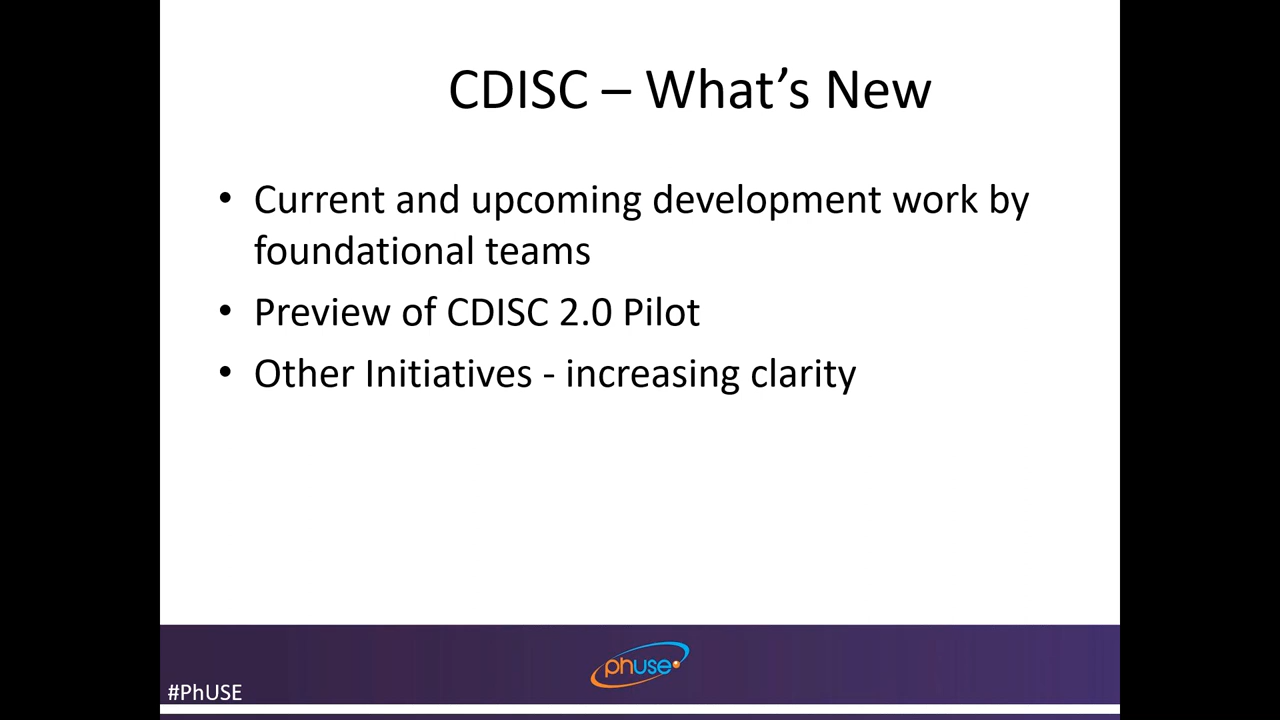 CDISC – What’s New
• Current and upcoming development work by
foundational teams
• Preview of CDISC 2.0 Pilot
• Other Initiatives - increasing clarity
phUSE
#PhUSE